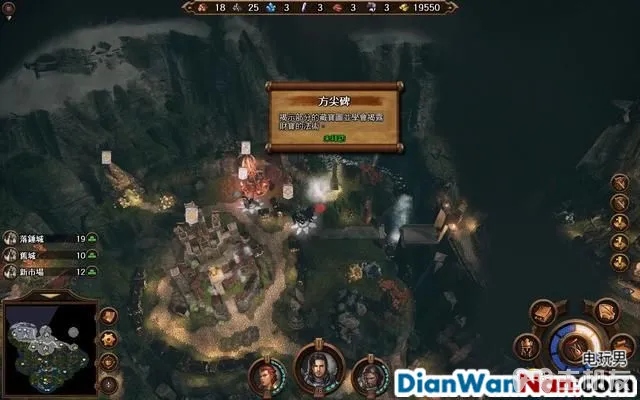 18 25 3 3 3 3 19550
方尖碑
揭示部分的藏寶圖並學會揭露
財寶的法術。
落錘城 19
舊城 10
新市場 12
电玩男
DianWanNan.com